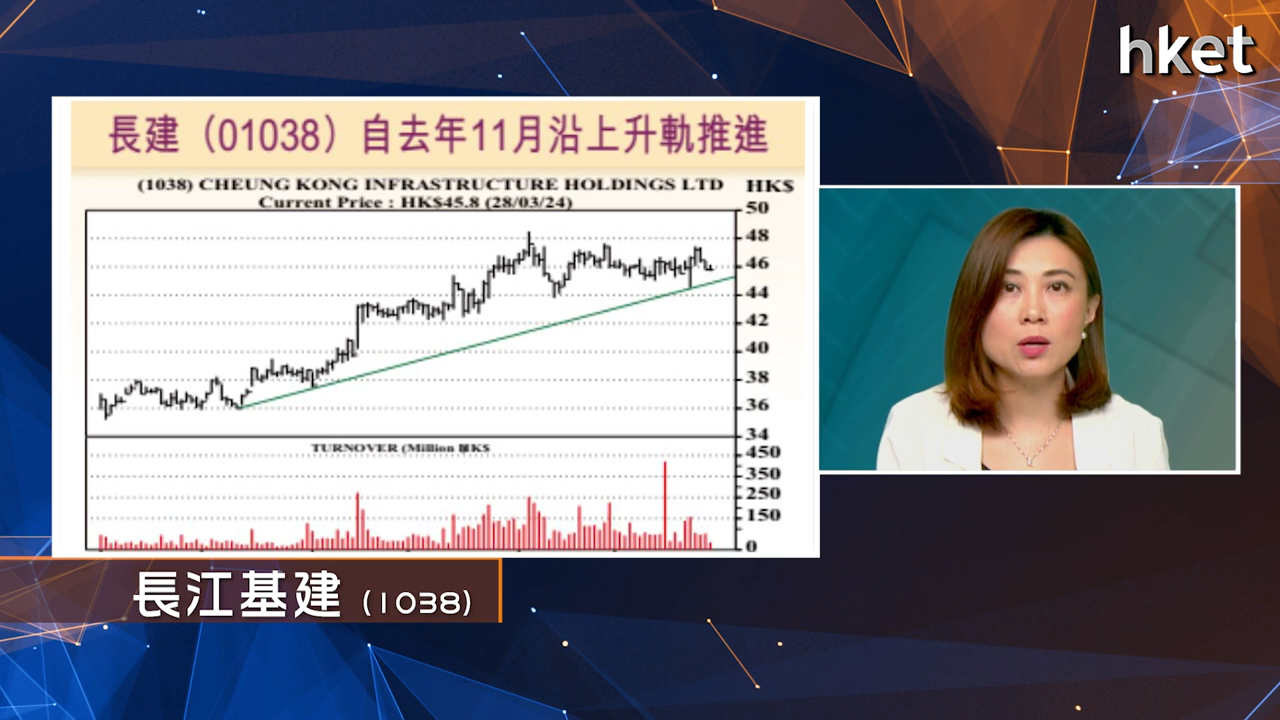 hket
長建（01038）自去年11月沿上升軌推進
(1038) CHEUNG KONG INFRASTRUCTURE HOLDINGS LTD HK$
Current Price : HK$45.8 (28/03/24)
50
48
46
44
42
40
38
36
34
TURNOVER (Million HK$
450
350
250
150
0
長江基建 (1038)